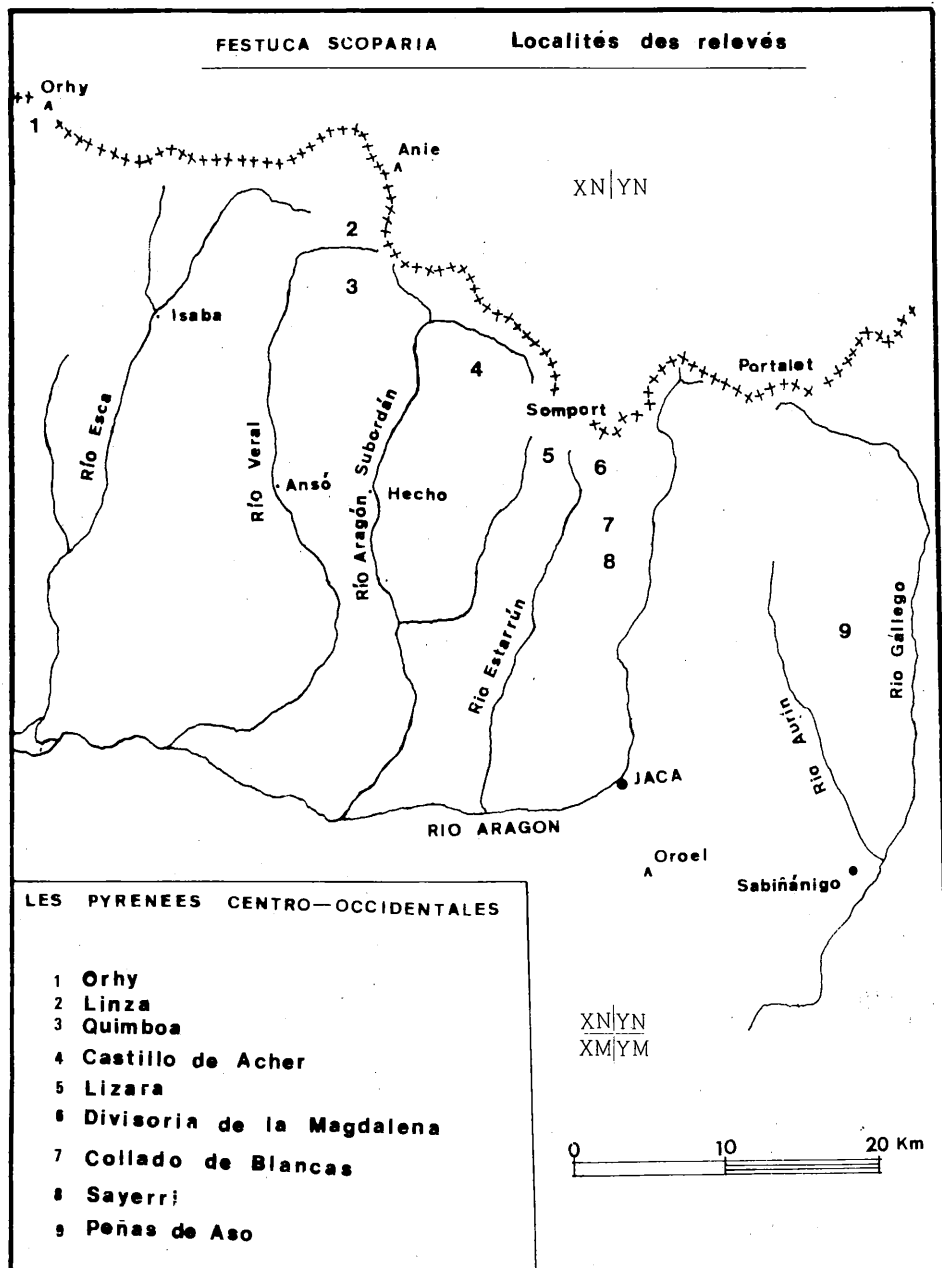 FESTUCA SCOPARIA Localités des relevés
Orhy
1
Anie
XN|YN
2
3
Isaba
4
Portalet
Somport
5
6
Río Esca
Río Veral
Ansó
Río Aragón Subordán
Hecho
7
8
Rio Estarrún
9
Rio Gállego
Rio Aurín
JACA
RIO ARAGON
Oroel
Sabiñánigo
LES PYRENEES CENTRO—OCCIDENTALES
1 Orhy
2 Linza
3 Quimboa
4 Castillo de Acher
5 Lizara
6 Divisoria de la Magdalena
7 Collado de Blancas
8 Sayerri
9 Peñas de Aso
XN|YN
XM|YM
0 10 20 Km